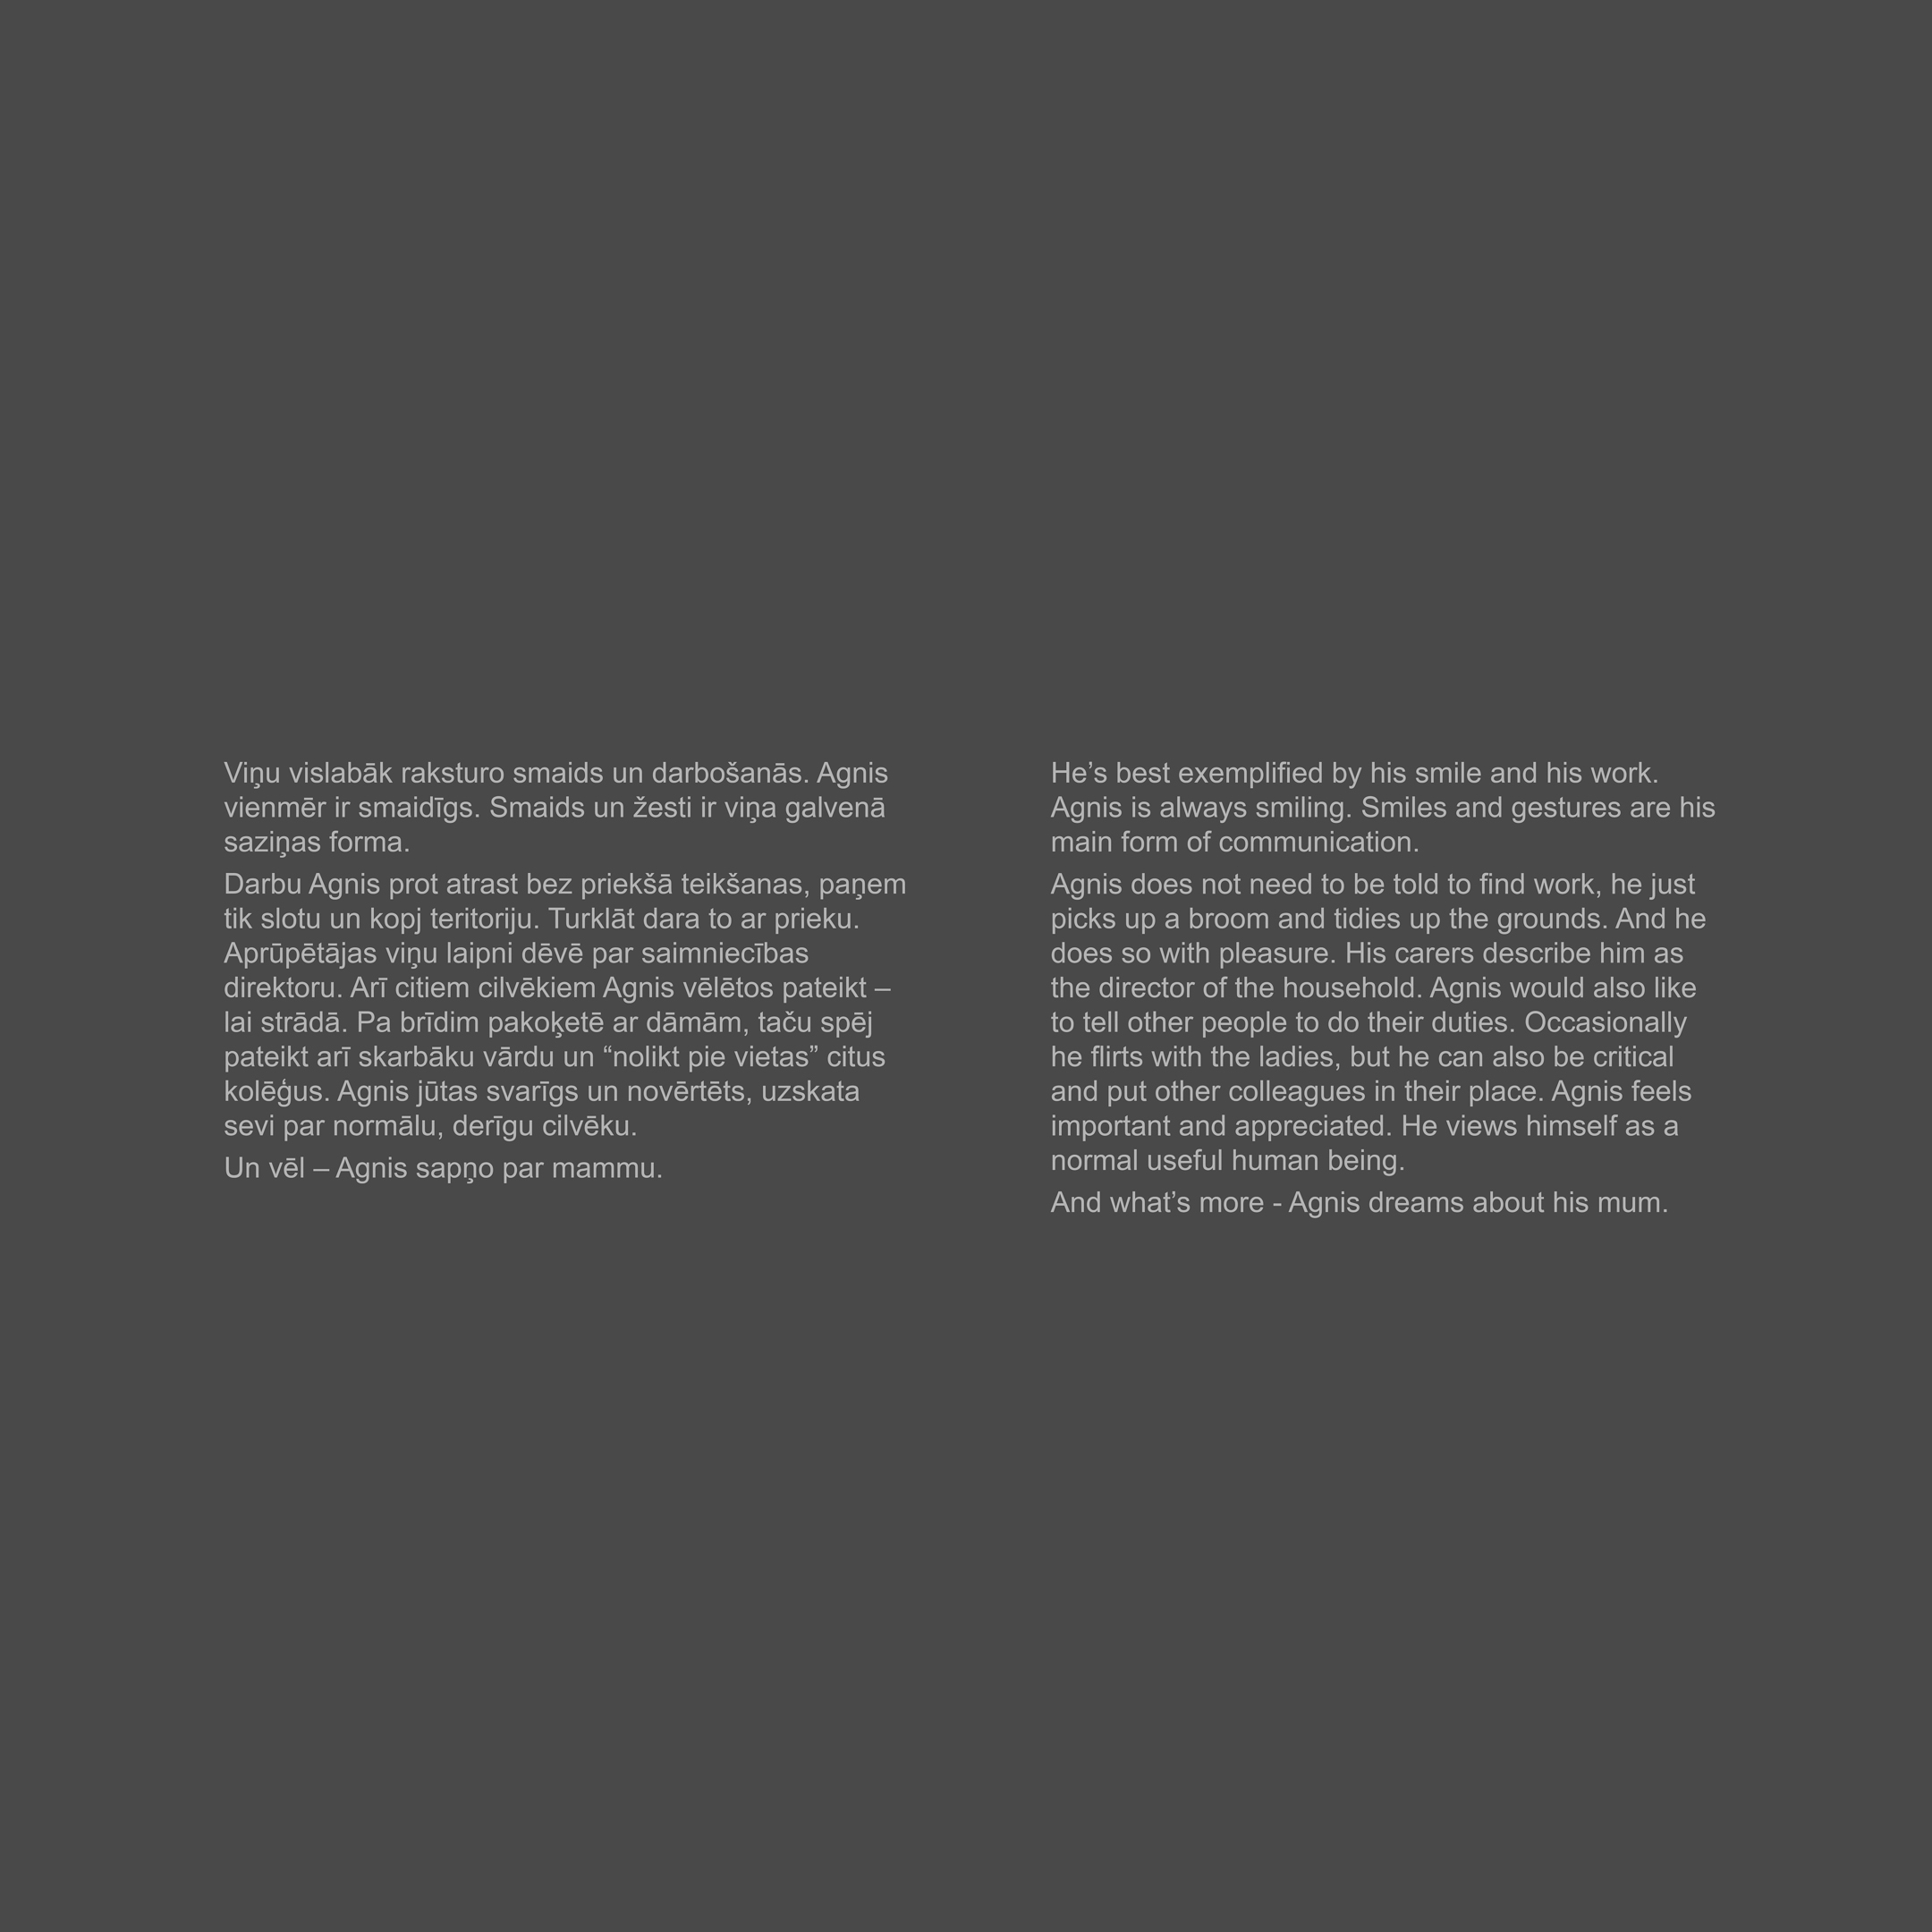 Viņu vislabāk raksturo smaids un darbošanās. Agnis
vienmēr ir smaidīgs. Smaids un žesti ir viņa galvenā
saziņas forma.
Darbu Agnis prot atrast bez priekšā teikšanas, paņem
tik slotu un kopj teritoriju. Turklāt dara to ar prieku.
Aprūpētājas viņu laipni dēvē par saimniecības
direktoru. Arī citiem cilvēkiem Agnis vēlētos pateikt –
lai strādā. Pa brīdim pakoķetē ar dāmām, taču spēj
pateikt arī skarbāku vārdu un “nolikt pie vietas” citus
kolēģus. Agnis jūtas svarīgs un novērtēts, uzskata
sevi par normālu, derīgu cilvēku.
Un vēl – Agnis sapņo par mammu.
He’s best exemplified by his smile and his work.
Agnis is always smiling. Smiles and gestures are his
main form of communication.
Agnis does not need to be told to find work, he just
picks up a broom and tidies up the grounds. And he
does so with pleasure. His carers describe him as
the director of the household. Agnis would also like
to tell other people to do their duties. Occasionally
he flirts with the ladies, but he can also be critical
and put other colleagues in their place. Agnis feels
important and appreciated. He views himself as a
normal useful human being.
And what’s more - Agnis dreams about his mum.